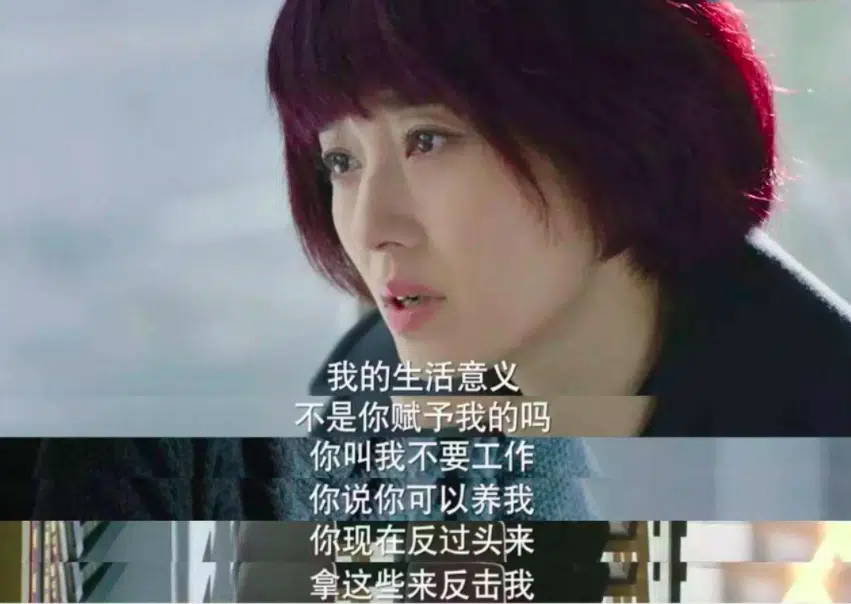 我的生活意义
不是你赋予我的吗
你叫我不要工作
你说你可以养我
你现在反过头来
拿这些来反击我